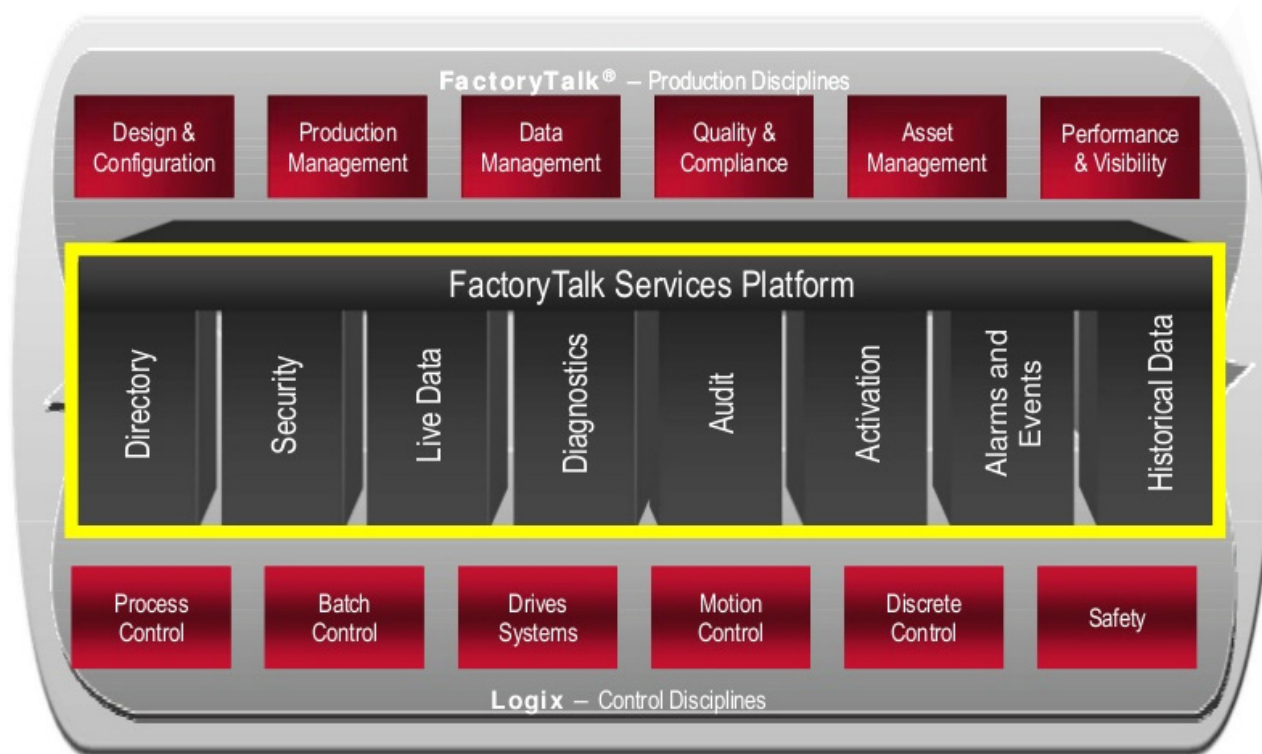 FactoryTalk® – Production Disciplines
Design &
Configuration
Production
Management
Data
Management
Quality &
Compliance
Asset
Management
Performance
& Visibility
FactoryTalk Services Platform
Directory
Security
Live Data
Diagnostics
Audit
Activation
Alarms and
Events
Historical Data
Process
Control
Batch
Control
Drives
Systems
Motion
Control
Discrete
Control
Safety
Logix – Control Disciplines